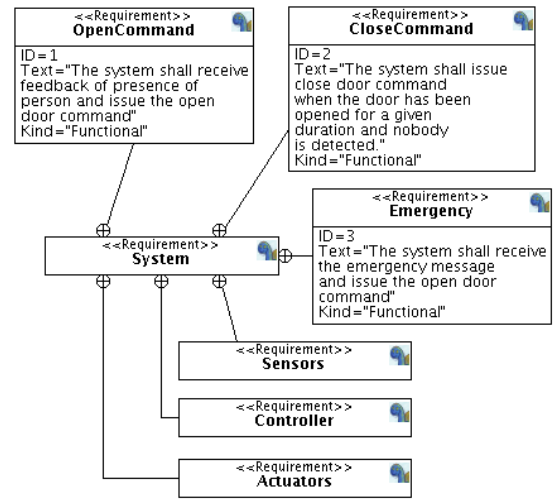 <<Requirement>>
OpenCommand
ID=1
Text="The system shall receive
feedback of presence of
person and issue the open
door command"
Kind="Functional"
<<Requirement>>
CloseCommand
ID=2
Text="The system shall issue
close door command
when the door has been
opened for a given
duration and nobody
is detected."
Kind="Functional"
<<Requirement>>
Emergency
ID=3
Text="The system shall receive
the emergency message
and issue the open door
command"
Kind="Functional"
<<Requirement>>
System
<<Requirement>>
Sensors
<<Requirement>>
Controller
<<Requirement>>
Actuators